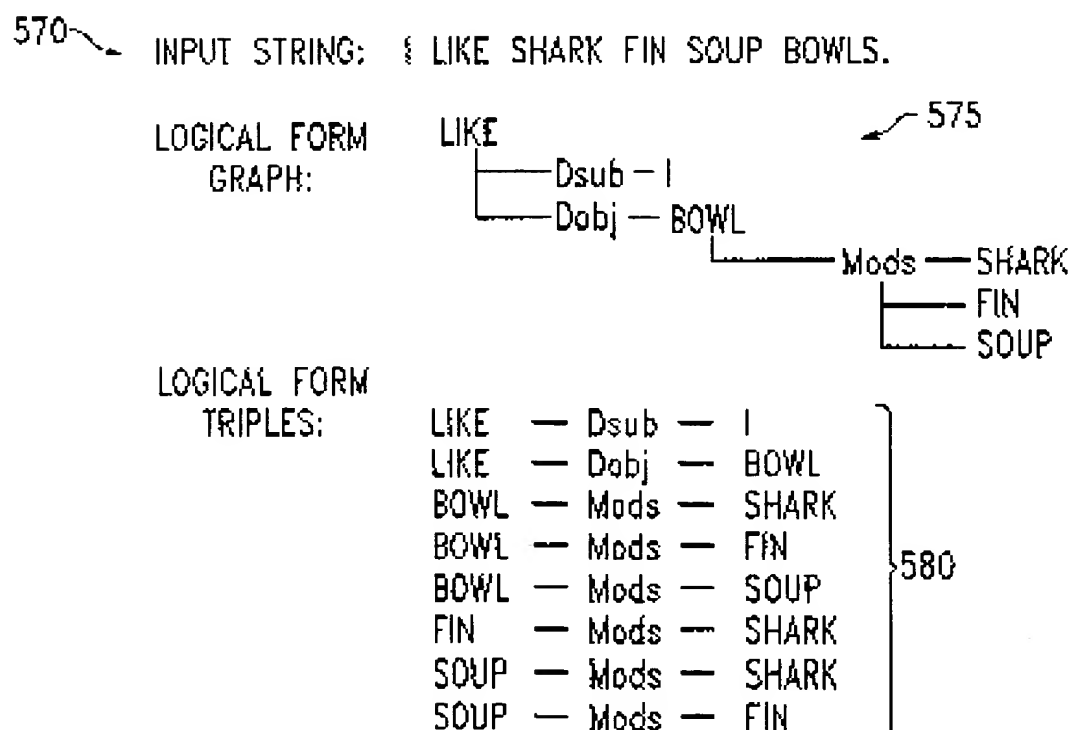 570 INPUT STRING: I LIKE SHARK FIN SOUP BOWLS.
575
LOGICAL FORM GRAPH:
LIKE
Dsub — I
Dobj — BOWL
Mods — SHARK
FIN
SOUP
LOGICAL FORM TRIPLES:
LIKE — Dsub — I
LIKE — Dobj — BOWL
BOWL — Mods — SHARK
BOWL — Mods — FIN
BOWL — Mods — SOUP
FIN — Mods — SHARK
SOUP — Mods — SHARK
SOUP — Mods — FIN
580